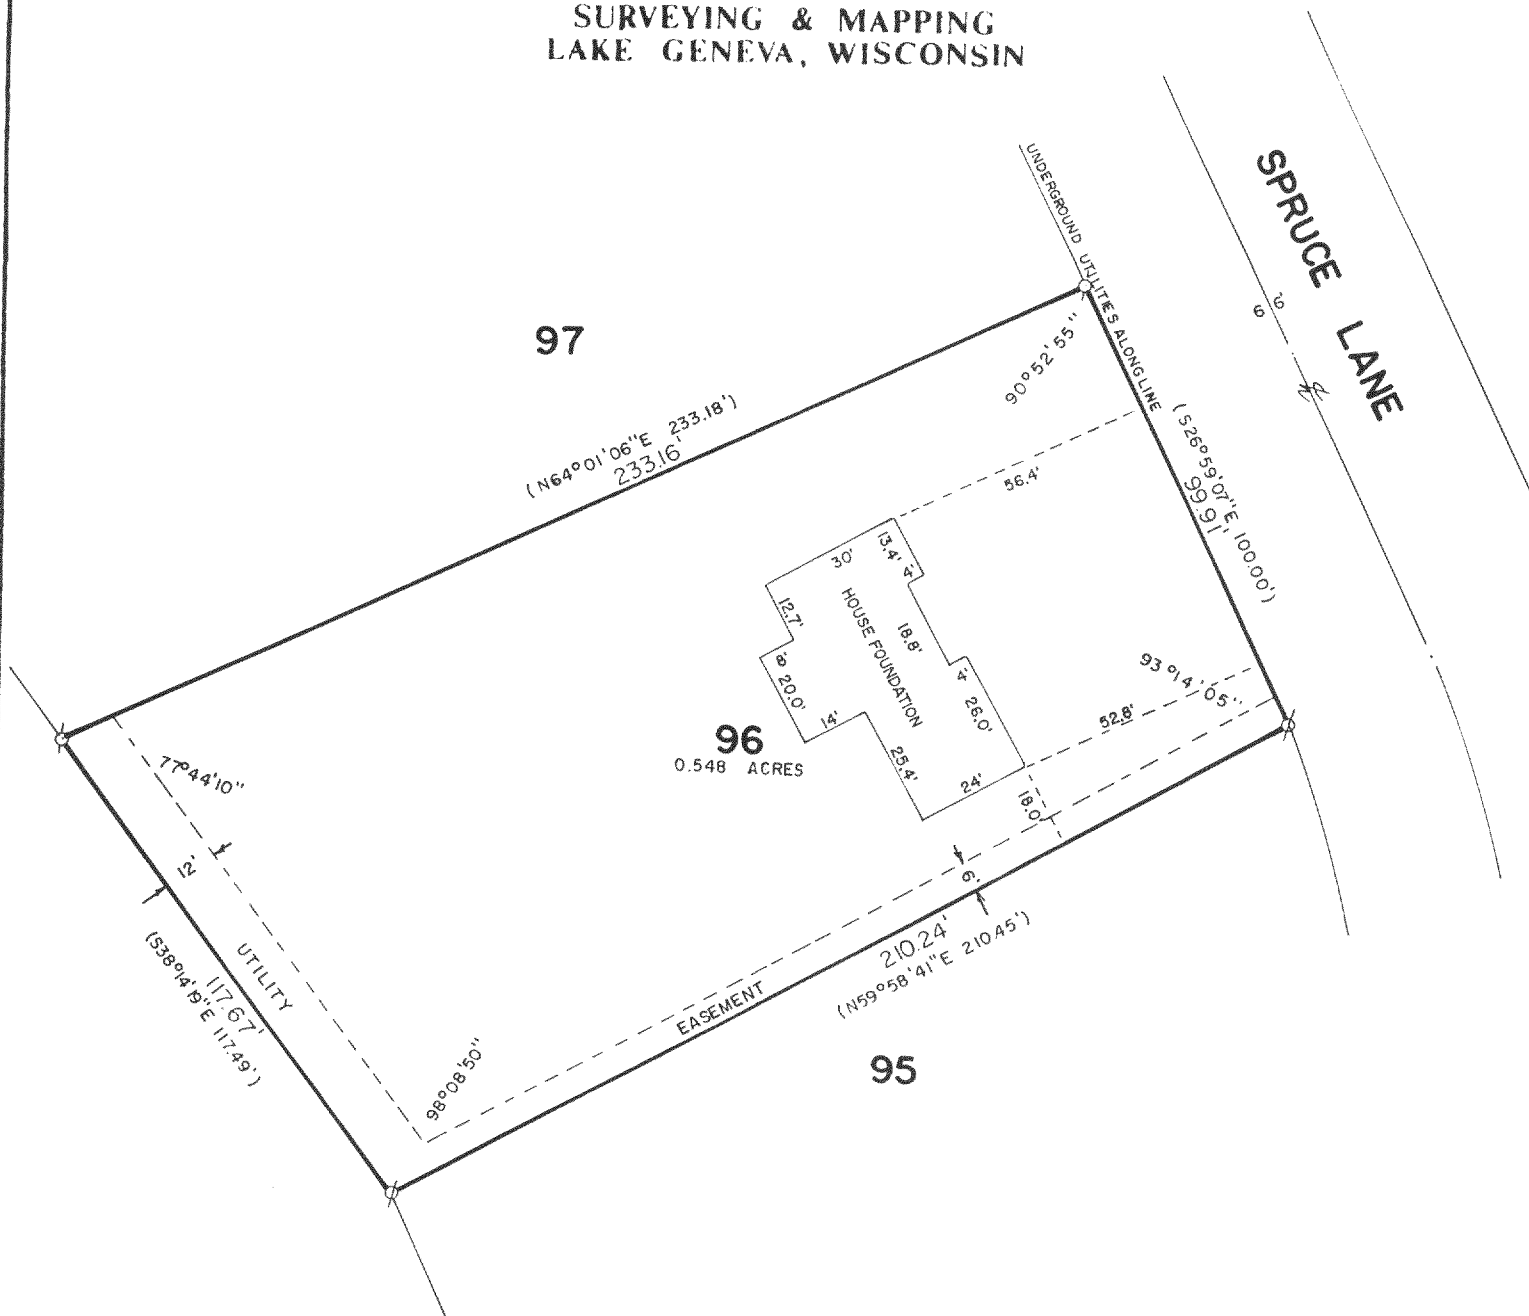 SURVEYING & MAPPING
LAKE GENEVA, WISCONSIN
SPRUCE LANE
UNDERGROUND UTILITIES ALONG LINE
97
90°52'55"
(N64°01'06"E 233.18')
233.16'
(S26°59'07"E 100.00')
99.91'
56.4'
30'
13.4'
4'
12.7'
HOUSE FOUNDATION
18.8'
8'
20.0'
4'
26.0'
14'
25.4'
24'
93°14'05"
52.8'
18.0'
96
0.548 ACRES
77°44'10"
12'
6'
UTILITY
117.67'
(S38°14'19"E 117.49')
98°08'50"
EASEMENT
210.24'
(N59°58'41"E 210.45')
95